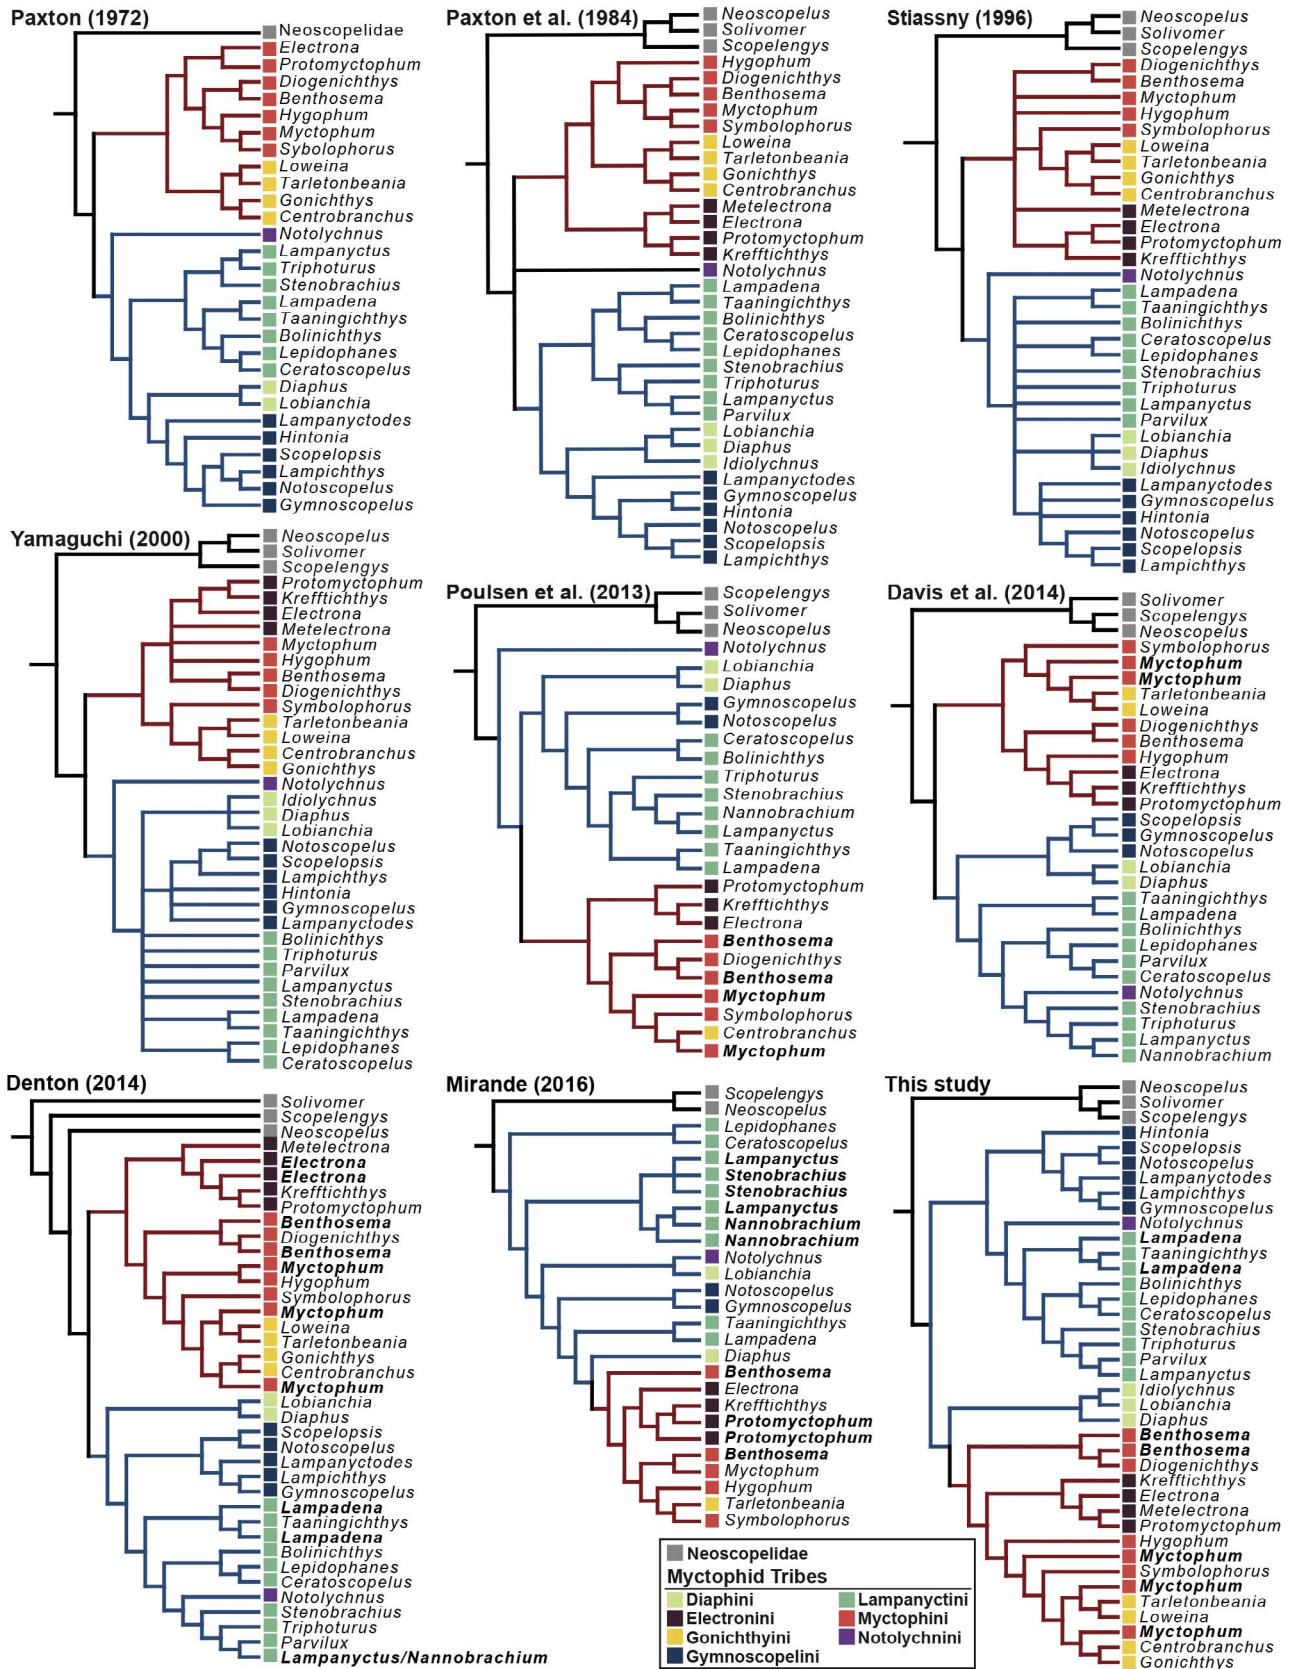 Paxton (1972)
Neoscopelidae
Electrona
Protomyctophum
Diogenichthys
Benthosema
Hygophum
Myctophum
Sybolophorus
Loweina
Tarletonbeania
Gonichthys
Centrobranchus
Notolychnus
Lampanyctus
Triphoturus
Stenobrachius
Lampadena
Taaningichthys
Bolinichthys
Lepidophanes
Ceratoscopelus
Diaphus
Lobianchia
Lampanyctodes
Hintonia
Scopelopsis
Lampichthys
Notoscopelus
Gymnoscopelus
Paxton et al. (1984)
Neoscopelus
Solivomer
Scopelengys
Hygophum
Diogenichthys
Benthosema
Myctophum
Symbolophorus
Loweina
Tarletonbeania
Gonichthys
Centrobranchus
Metelectrona
Electrona
Protomyctophum
Krefftichthys
Notolychnus
Lampadena
Taaningichthys
Bolinichthys
Ceratoscopelus
Lepidophanes
Stenobrachius
Triphoturus
Lampanyctus
Parvilux
Lobianchia
Diaphus
Idiolychnus
Lampanyctodes
Gymnoscopelus
Hintonia
Notoscopelus
Scopelopsis
Lampichthys
Stiassny (1996)
Neoscopelus
Solivomer
Scopelengys
Diogenichthys
Benthosema
Myctophum
Hygophum
Symbolophorus
Loweina
Tarletonbeania
Gonichthys
Centrobranchus
Metelectrona
Electrona
Protomyctophum
Krefftichthys
Notolychnus
Lampadena
Taaningichthys
Bolinichthys
Ceratoscopelus
Lepidophanes
Stenobrachius
Triphoturus
Lampanyctus
Parvilux
Lobianchia
Diaphus
Idiolychnus
Lampanyctodes
Gymnoscopelus
Hintonia
Notoscopelus
Scopelopsis
Lampichthys
Yamaguchi (2000)
Neoscopelus
Solivomer
Scopelengys
Protomyctophum
Krefftichthys
Electrona
Metelectrona
Myctophum
Hygophum
Benthosema
Diogenichthys
Symbolophorus
Tarletonbeania
Loweina
Centrobranchus
Gonichthys
Notolychnus
Idiolychnus
Diaphus
Lobianchia
Notoscopelus
Scopelopsis
Lampichthys
Hintonia
Gymnoscopelus
Lampanyctodes
Bolinichthys
Triphoturus
Parvilux
Lampanyctus
Stenobrachius
Lampadena
Taaningichthys
Lepidophanes
Ceratoscopelus
Poulsen et al. (2013)
Scopelengys
Solivomer
Neoscopelus
Notolychnus
Lobianchia
Diaphus
Gymnoscopelus
Notoscopelus
Ceratoscopelus
Bolinichthys
Triphoturus
Stenobrachius
Nannobrachium
Lampanyctus
Taaningichthys
Lampadena
Protomyctophum
Krefftichthys
Electrona
Benthosema
Diogenichthys
Benthosema
Myctophum
Symbolophorus
Centrobranchus
Myctophum
Davis et al. (2014)
Solivomer
Scopelengys
Neoscopelus
Symbolophorus
Myctophum
Myctophum
Tarletonbeania
Loweina
Diogenichthys
Benthosema
Hygophum
Electrona
Krefftichthys
Protomyctophum
Scopelopsis
Gymnoscopelus
Notoscopelus
Lobianchia
Diaphus
Taaningichthys
Lampadena
Bolinichthys
Lepidophanes
Parvilux
Ceratoscopelus
Notolychnus
Stenobrachius
Triphoturus
Lampanyctus
Nannobrachium
Denton (2014)
Solivomer
Scopelengys
Neoscopelus
Metelectrona
Electrona
Electrona
Krefftichthys
Protomyctophum
Benthosema
Diogenichthys
Benthosema
Myctophum
Hygophum
Symbolophorus
Myctophum
Loweina
Tarletonbeania
Gonichthys
Centrobranchus
Myctophum
Lobianchia
Diaphus
Scopelopsis
Notoscopelus
Lampanyctodes
Lampichthys
Gymnoscopelus
Lampadena
Taaningichthys
Lampadena
Bolinichthys
Lepidophanes
Ceratoscopelus
Notolychnus
Stenobrachius
Triphoturus
Parvilux
Lampanyctus/Nannobrachium
Mirande (2016)
Scopelengys
Neoscopelus
Lepidophanes
Ceratoscopelus
Lampanyctus
Stenobrachius
Stenobrachius
Lampanyctus
Nannobrachium
Nannobrachium
Notolychnus
Lobianchia
Notoscopelus
Gymnoscopelus
Taaningichthys
Lampadena
Diaphus
Benthosema
Electrona
Krefftichthys
Protomyctophum
Protomyctophum
Benthosema
Myctophum
Hygophum
Tarletonbeania
Symbolophorus
This study
Neoscopelus
Solivomer
Scopelengys
Hintonia
Scopelopsis
Notoscopelus
Lampanyctodes
Lampichthys
Gymnoscopelus
Notolychnus
Lampadena
Taaningichthys
Lampadena
Bolinichthys
Lepidophanes
Ceratoscopelus
Stenobrachius
Triphoturus
Parvilux
Lampanyctus
Idiolychnus
Lobianchia
Diaphus
Benthosema
Benthosema
Diogenichthys
Krefftichthys
Electrona
Metelectrona
Protomyctophum
Hygophum
Myctophum
Symbolophorus
Myctophum
Tarletonbeania
Loweina
Myctophum
Centrobranchus
Gonichthys
Neoscopelidae
Myctophid Tribes
Diaphini
Electronini
Gonichthyini
Gymnoscopelini
Lampanyctini
Myctophini
Notolychnini